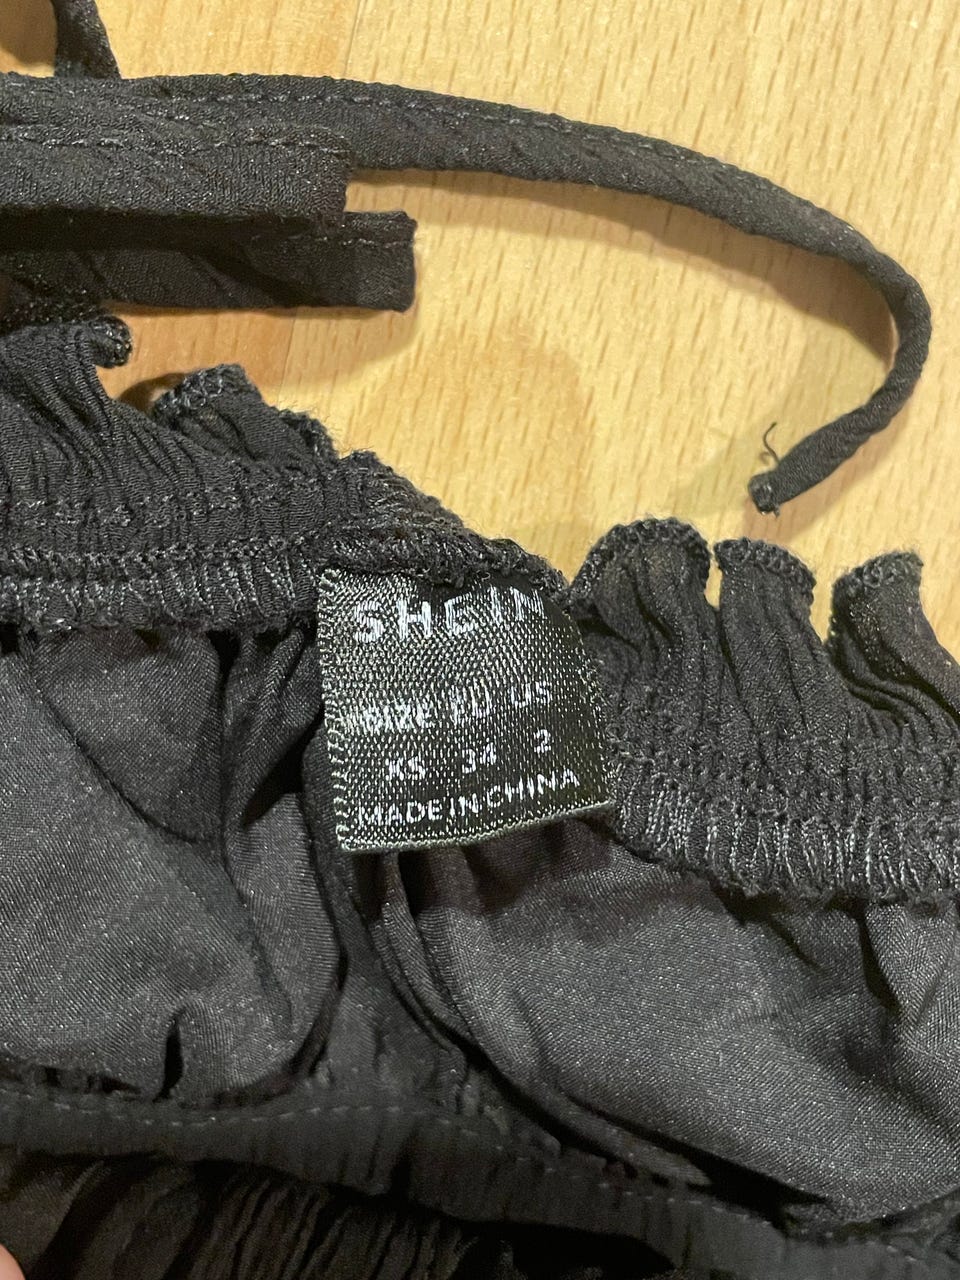 SHEIN
SIZE EU US
XS 34 2
MADE IN CHINA